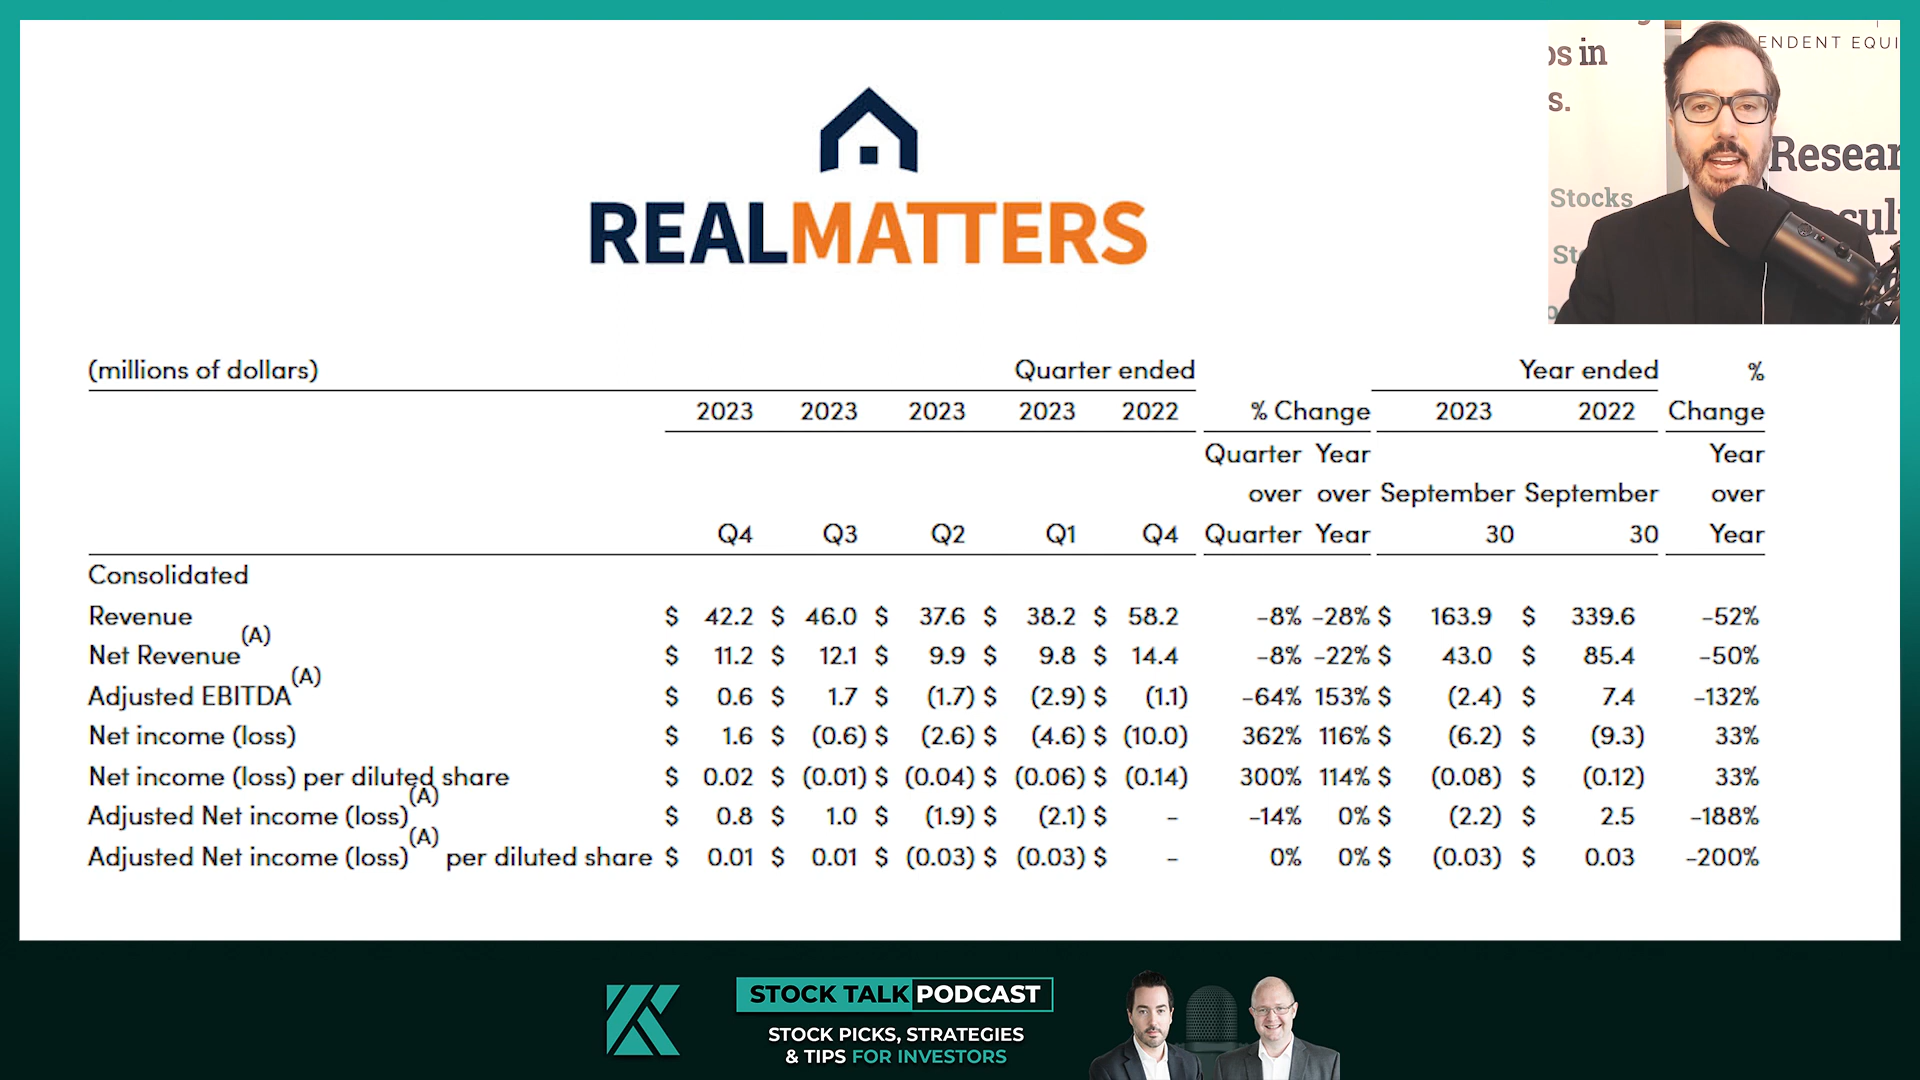 REALMATTERS
ENDENT EQUI
os in
s.
Resear
Stocks
sul
St
(millions of dollars) Quarter ended Year ended %
2023 2023 2023 2023 2022 % Change 2023 2022 Change
Quarter Year Year
over over September September over
Q4 Q3 Q2 Q1 Q4 Quarter Year 30 30 Year
Consolidated
Revenue $ 42.2 $ 46.0 $ 37.6 $ 38.2 $ 58.2 -8% -28% $ 163.9 $ 339.6 -52%
Net Revenue(A) $ 11.2 $ 12.1 $ 9.9 $ 9.8 $ 14.4 -8% -22% $ 43.0 $ 85.4 -50%
Adjusted EBITDA(A) $ 0.6 $ 1.7 $ (1.7) $ (2.9) $ (1.1) -64% 153% $ (2.4) $ 7.4 -132%
Net income (loss) $ 1.6 $ (0.6) $ (2.6) $ (4.6) $ (10.0) 362% 116% $ (6.2) $ (9.3) 33%
Net income (loss) per diluted share $ 0.02 $ (0.01) $ (0.04) $ (0.06) $ (0.14) 300% 114% $ (0.08) $ (0.12) 33%
Adjusted Net income (loss)(A) $ 0.8 $ 1.0 $ (1.9) $ (2.1) $ - -14% 0% $ (2.2) $ 2.5 -188%
Adjusted Net income (loss)(A) per diluted share $ 0.01 $ 0.01 $ (0.03) $ (0.03) $ - 0% 0% $ (0.03) $ 0.03 -200%
STOCK TALK PODCAST
STOCK PICKS, STRATEGIES
& TIPS FOR INVESTORS